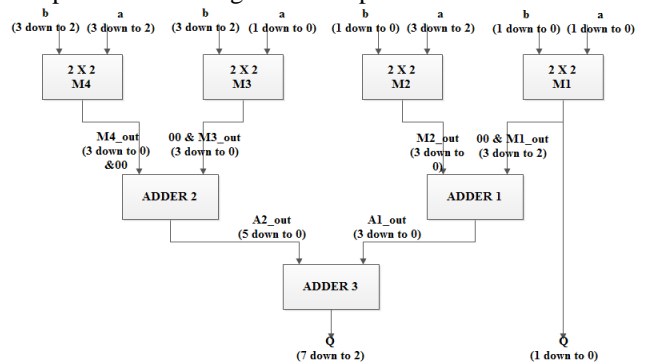 b a b a b a b a
(3 down to 2) (3 down to 2) (3 down to 2) (1 down to 0) (1 down to 0) (3 down to 2) (1 down to 0) (1 down to 0)
2 X 2 2 X 2 2 X 2 2 X 2
M4 M3 M2 M1
M4_out 00 & M3_out M2_out 00 & M1_out
(3 down to 0) (3 down to 0) (3 down to (3 down to 2)
&00 0)
ADDER 2 ADDER 1
A2_out A1_out
(5 down to 0) (3 down to 0)
ADDER 3
Q Q
(7 down to 2) (1 down to 0)